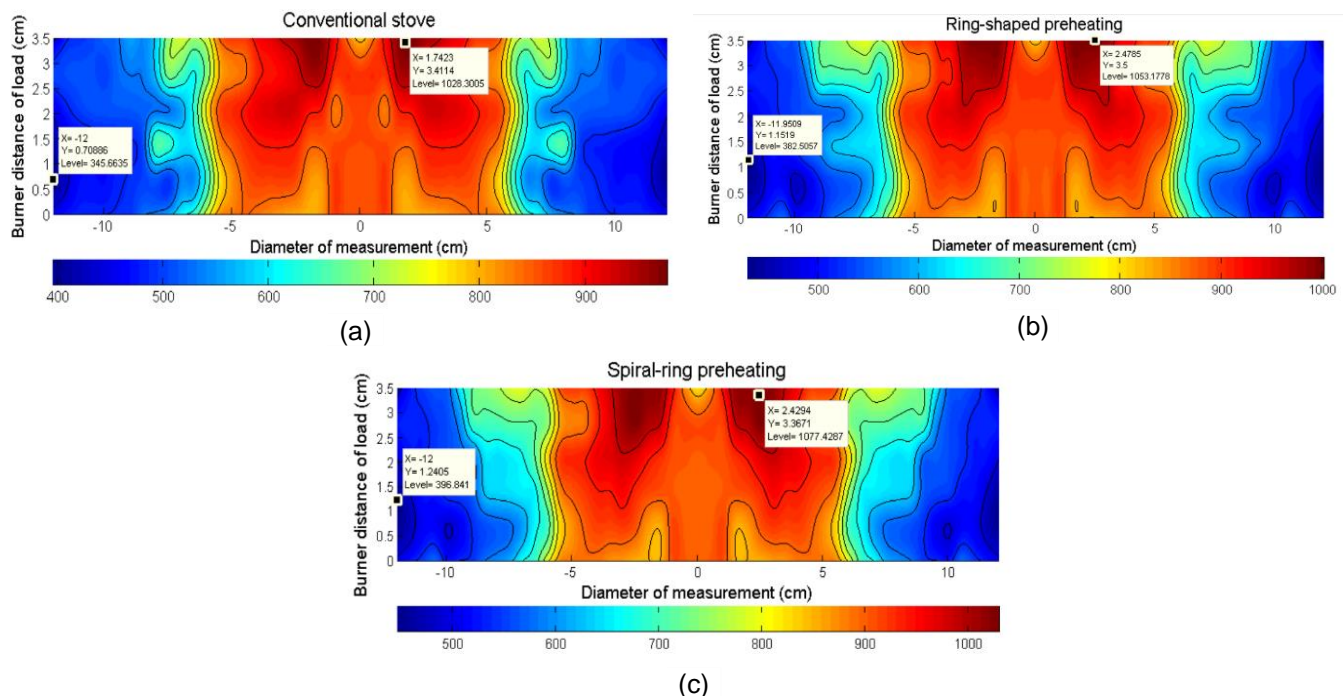 Conventional stove
Burner distance of load (cm)
3.5
3
2.5
2
1.5
1
0.5
0
X= 1.7423
Y= 3.4114
Level= 1028.3005
X= -12
Y= 0.70886
Level= 345.6635
-10 -5 0 5 10
Diameter of measurement (cm)
400 500 600 700 800 900
(a)
Ring-shaped preheating
Burner distance of load (cm)
3.5
3
2.5
2
1.5
1
0.5
0
X= 2.4785
Y= 3.5
Level= 1053.1778
X= -11.9509
Y= 1.1519
Level= 382.5057
-10 -5 0 5 10
Diameter of measurement (cm)
500 600 700 800 900 1000
(b)
Spiral-ring preheating
Burner distance of load (cm)
3.5
3
2.5
2
1.5
1
0.5
0
X= 2.4294
Y= 3.3671
Level= 1077.4287
X= -12
Y= 1.2405
Level= 396.841
-10 -5 0 5 10
Diameter of measurement (cm)
500 600 700 800 900 1000
(c)